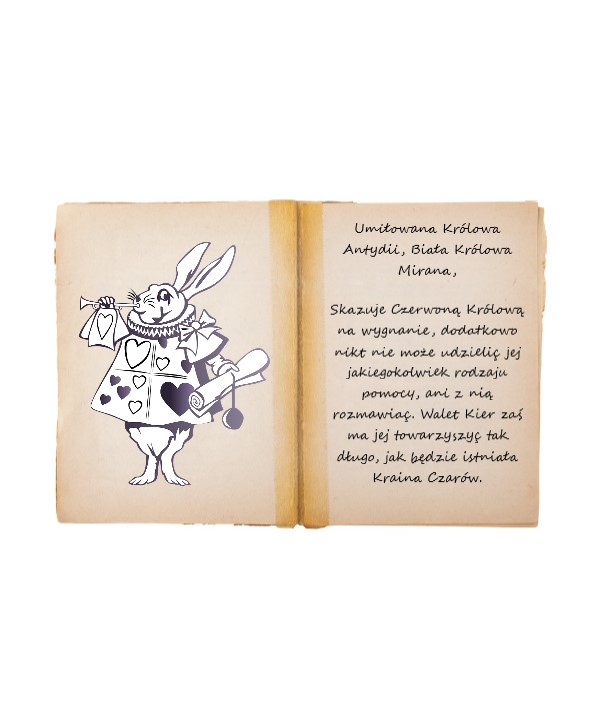 Umiłowana Królowa
Antydii, Biała Królowa
Mirana,
Skazuje Czerwoną Królową
na wygnanie, dodatkowo
nikt nie może udzielić jej
jakiegokolwiek rodzaju
pomocy, ani z nią
rozmawiać. Walet Kier zaś
ma jej towarzyszyć tak
długo, jak będzie istniała
Kraina Czarów.